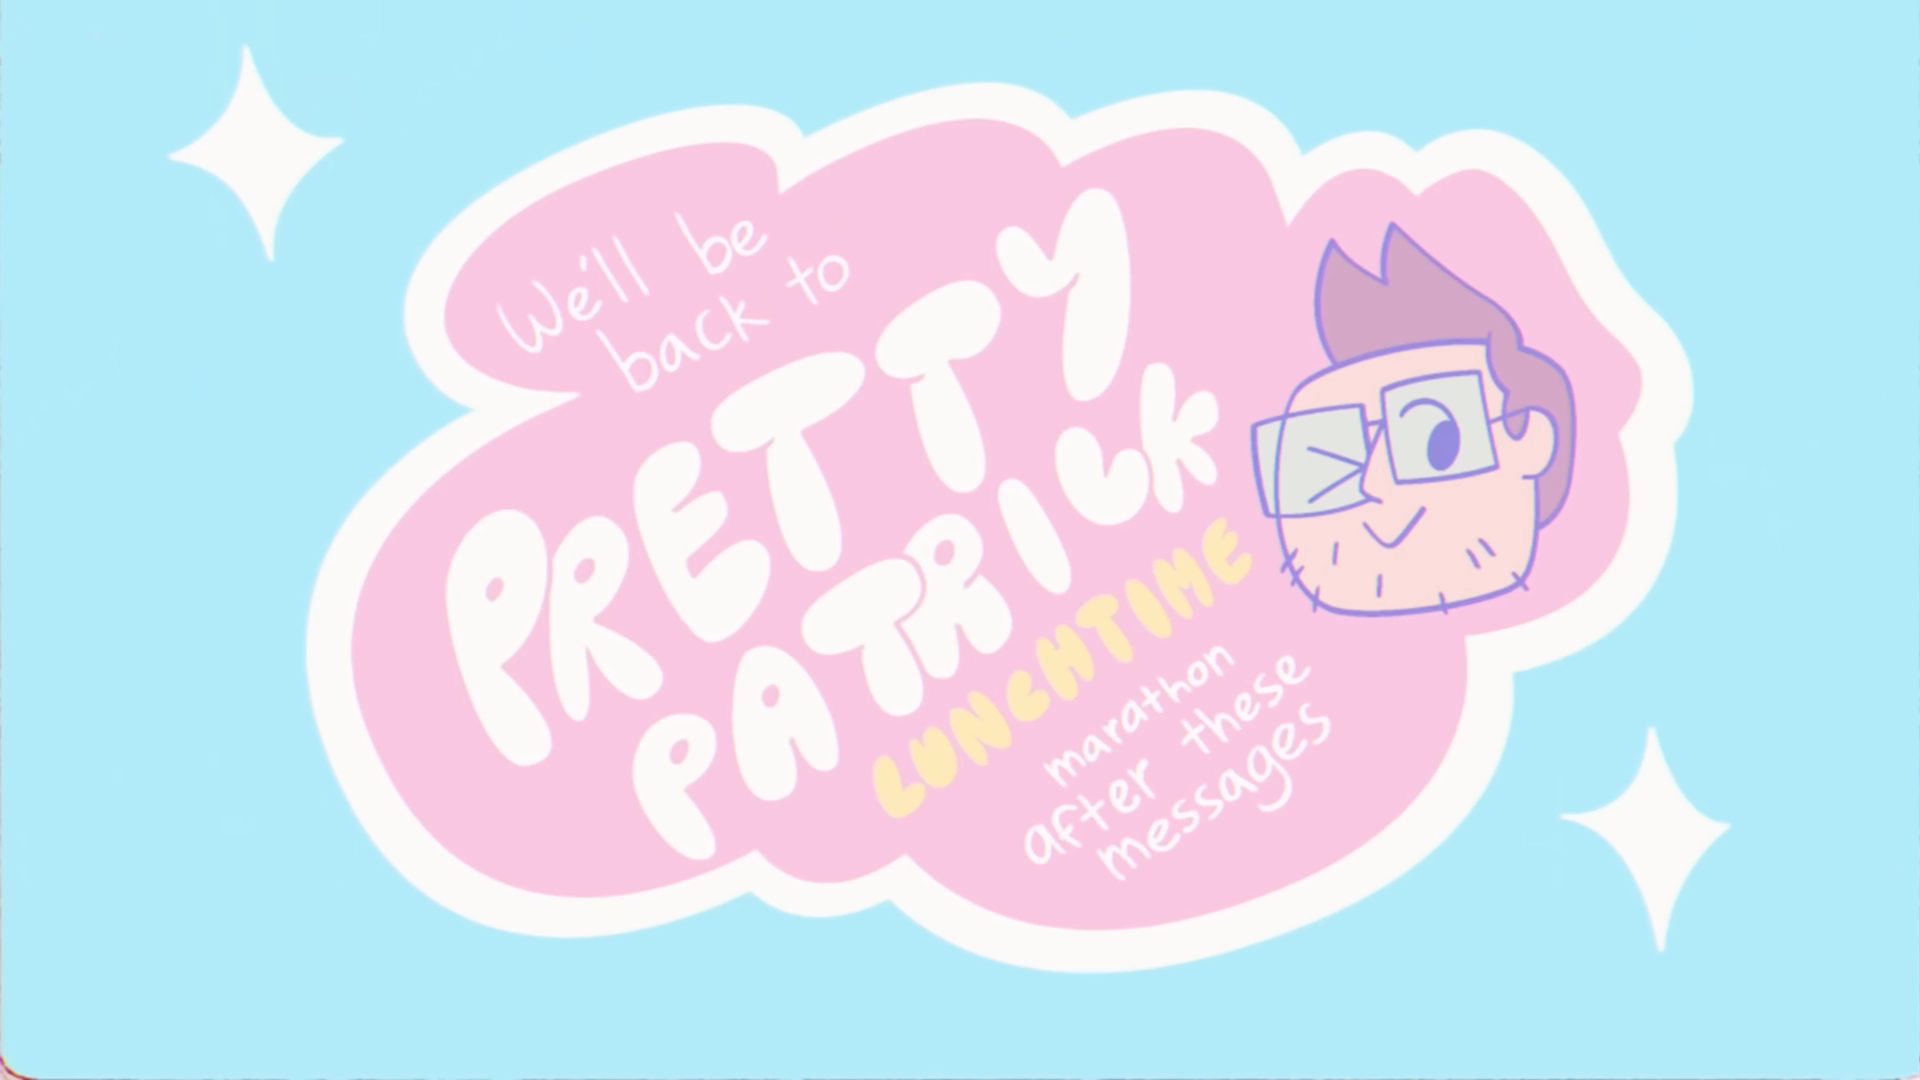 We'll be
back to
PRETTY
PATRICK
LUNCHTIME
marathon
after these
messages